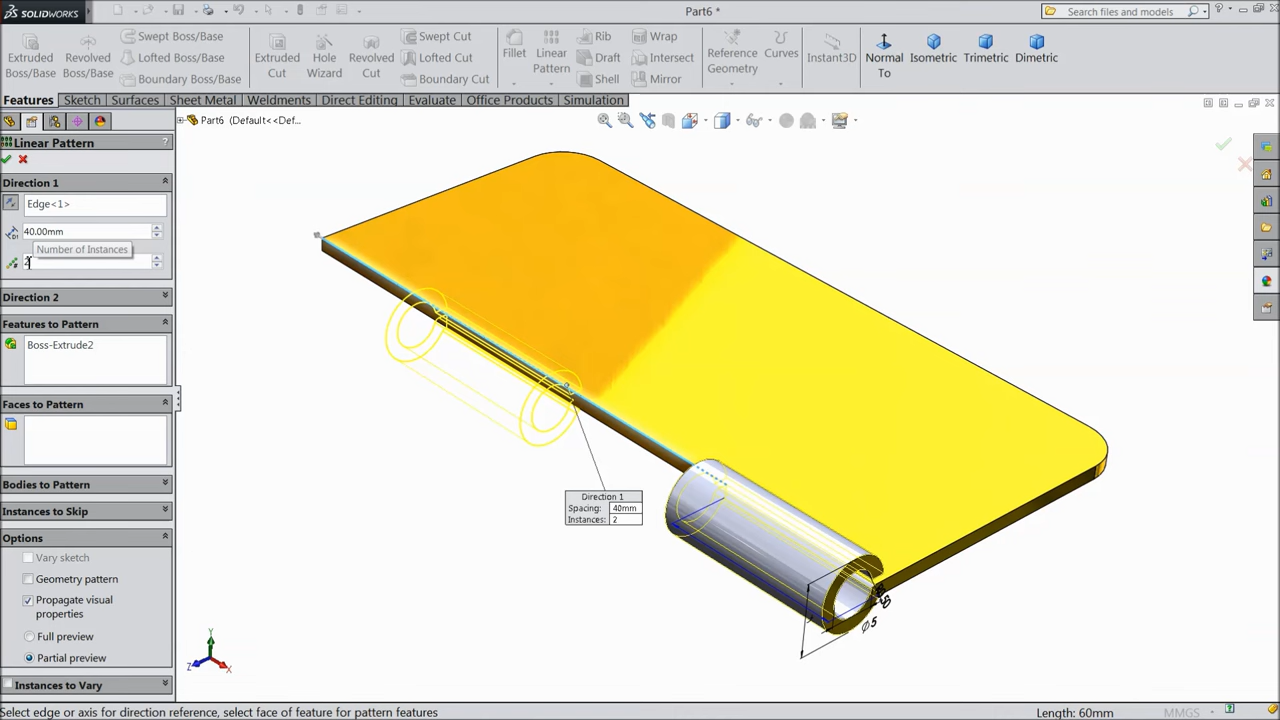 SOLIDWORKS
Part6
Search files and models
Extruded Boss/Base
Revolved Boss/Base
Swept Boss/Base
Lofted Boss/Base
Boundary Boss/Base
Extruded Cut
Hole Wizard
Revolved Cut
Swept Cut
Lofted Cut
Boundary Cut
Fillet
Linear Pattern
Rib
Draft
Shell
Wrap
Intersect
Mirror
Reference Geometry
Curves
Instant3D
Normal To
Isometric
Trimetric
Dimetric
Features
Sketch
Surfaces
Sheet Metal
Weldments
Direct Editing
Evaluate
Office Products
Simulation
Part6 (Default<<Def...
Linear Pattern
?
Direction 1
Edge<1>
40.00mm
Number of Instances
Direction 2
Features to Pattern
Boss-Extrude2
Faces to Pattern
Bodies to Pattern
Instances to Skip
Options
Vary sketch
Geometry pattern
Propagate visual
properties
Full preview
Partial preview
Instances to Vary
Direction 1
Spacing: 40mm
Instances: 2
Ø5
Y
Z
X
Select edge or axis for direction reference, select face of feature for pattern features
Length: 60mm
MMGS